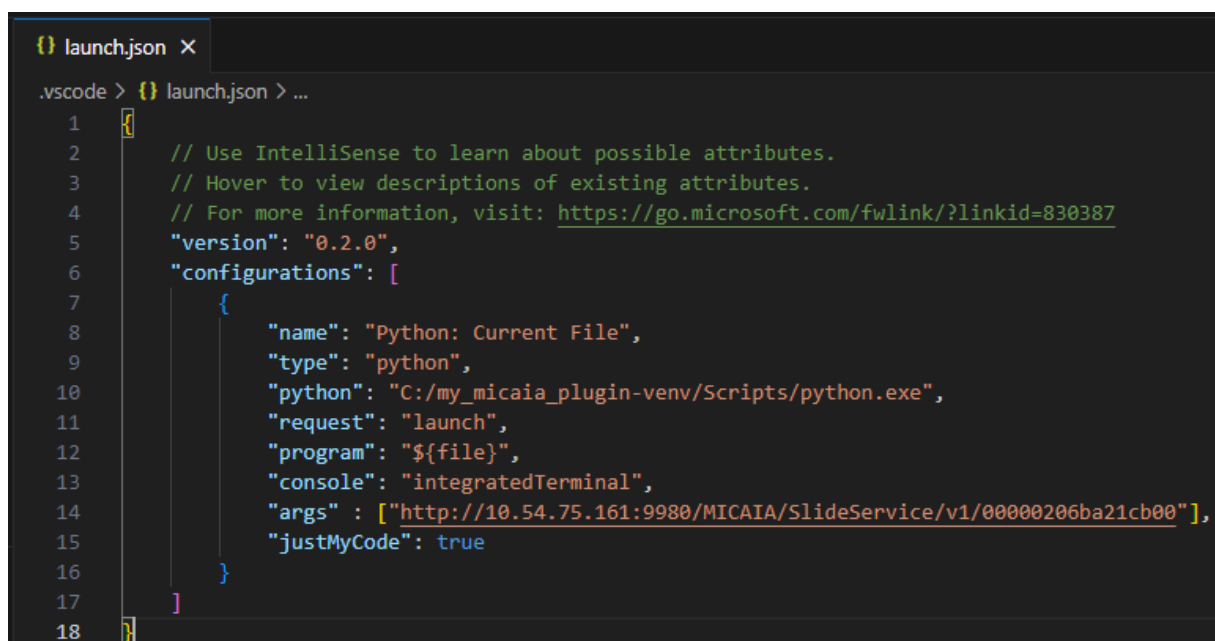 {} launch.json ×
.vscode > {} launch.json > ...
1 {
2     // Use IntelliSense to learn about possible attributes.
3     // Hover to view descriptions of existing attributes.
4     // For more information, visit: https://go.microsoft.com/fwlink/?linkid=830387
5     "version": "0.2.0",
6     "configurations": [
7         {
8             "name": "Python: Current File",
9             "type": "python",
10             "python": "C:/my_micaia_plugin-venv/Scripts/python.exe",
11             "request": "launch",
12             "program": "${file}",
13             "console": "integratedTerminal",
14             "args" : ["http://10.54.75.161:9980/MICAIA/SlideService/v1/00000206ba21cb00"],
15             "justMyCode": true
16         }
17     ]
18 }